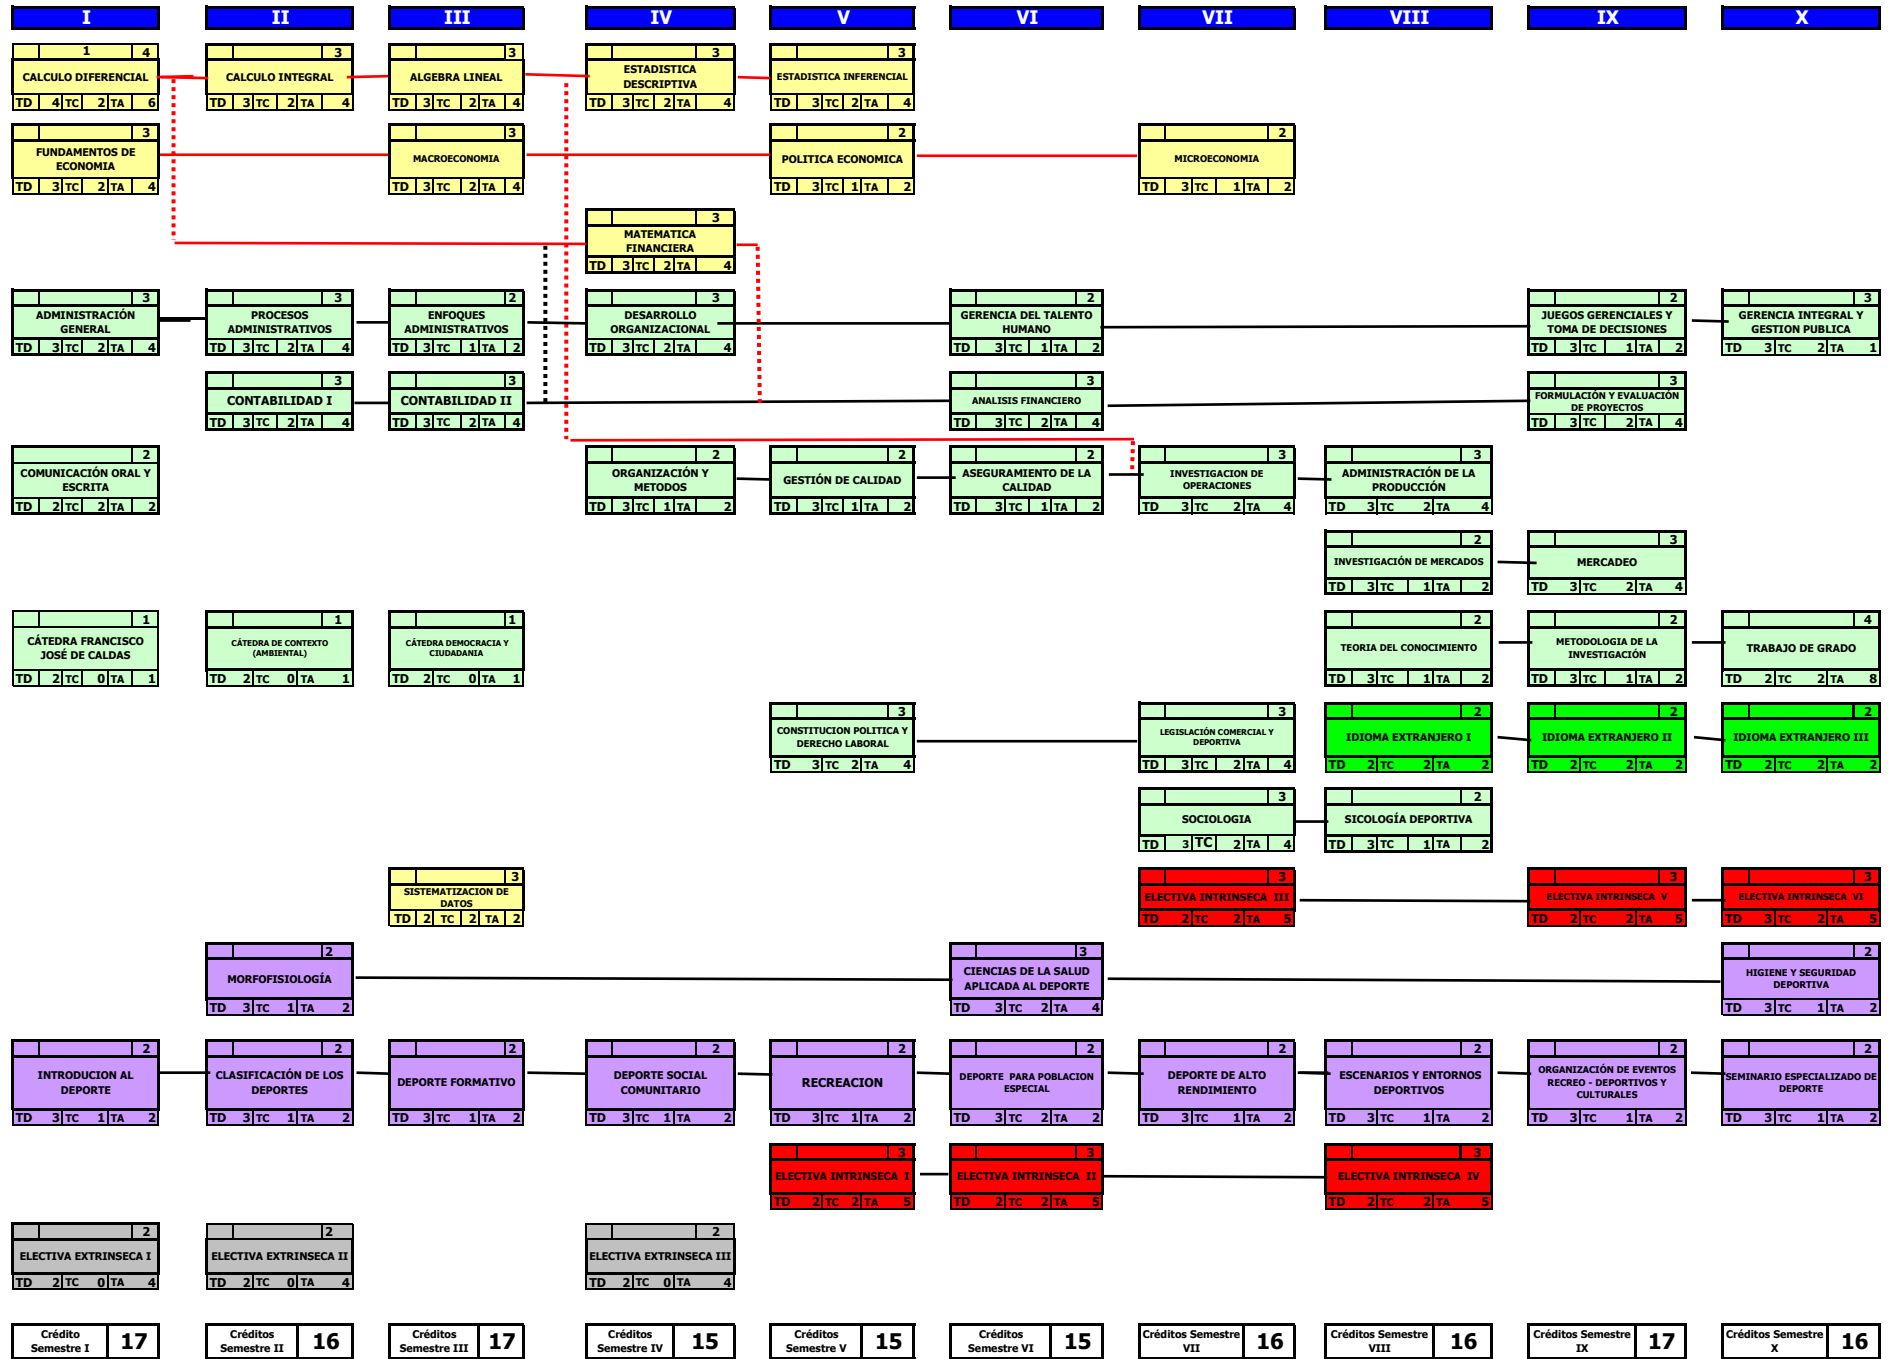 I II III IV V VI VII VIII IX X
1 4 3 3 3 3
CALCULO DIFERENCIAL CALCULO INTEGRAL ALGEBRA LINEAL ESTADISTICA DESCRIPTIVA ESTADISTICA INFERENCIAL
TD 4 TC 2 TA 6 TD 3 TC 2 TA 4 TD 3 TC 2 TA 4 TD 3 TC 2 TA 4 TD 3 TC 2 TA 4
3 3 2 2
FUNDAMENTOS DE ECONOMIA MACROECONOMIA POLITICA ECONOMICA MICROECONOMIA
TD 3 TC 2 TA 4 TD 3 TC 2 TA 4 TD 3 TC 1 TA 2 TD 3 TC 1 TA 2
3
MATEMATICA FINANCIERA
TD 3 TC 2 TA 4
3 3 2 3 2 2 3
ADMINISTRACIÓN GENERAL PROCESOS ADMINISTRATIVOS ENFOQUES ADMINISTRATIVOS DESARROLLO ORGANIZACIONAL GERENCIA DEL TALENTO HUMANO JUEGOS GERENCIALES Y TOMA DE DECISIONES GERENCIA INTEGRAL Y GESTION PUBLICA
TD 3 TC 2 TA 4 TD 3 TC 2 TA 4 TD 3 TC 1 TA 2 TD 3 TC 2 TA 4 TD 3 TC 1 TA 2 TD 3 TC 1 TA 2 TD 3 TC 2 TA 1
3 3 3 3
CONTABILIDAD I CONTABILIDAD II ANALISIS FINANCIERO FORMULACIÓN Y EVALUACIÓN DE PROYECTOS
TD 3 TC 2 TA 4 TD 3 TC 2 TA 4 TD 3 TC 2 TA 4 TD 3 TC 2 TA 4
2 2 2 2 3 3
COMUNICACIÓN ORAL Y ESCRITA ORGANIZACIÓN Y METODOS GESTIÓN DE CALIDAD ASEGURAMIENTO DE LA CALIDAD INVESTIGACION DE OPERACIONES ADMINISTRACIÓN DE LA PRODUCCIÓN
TD 2 TC 2 TA 2 TD 3 TC 1 TA 2 TD 3 TC 1 TA 2 TD 3 TC 1 TA 2 TD 3 TC 2 TA 4 TD 3 TC 2 TA 4
2 3
INVESTIGACIÓN DE MERCADOS MERCADEO
TD 3 TC 1 TA 2 TD 3 TC 2 TA 4
1 1 1 2 2 4
CÁTEDRA FRANCISCO JOSÉ DE CALDAS CÁTEDRA DE CONTEXTO (AMBIENTAL) CÁTEDRA DEMOCRACIA Y CIUDADANIA TEORIA DEL CONOCIMIENTO METODOLOGIA DE LA INVESTIGACIÓN TRABAJO DE GRADO
TD 2 TC 0 TA 1 TD 2 TC 0 TA 1 TD 2 TC 0 TA 1 TD 3 TC 1 TA 2 TD 3 TC 1 TA 2 TD 2 TC 2 TA 8
3 3 2 2 2
CONSTITUCION POLITICA Y DERECHO LABORAL LEGISLACIÓN COMERCIAL Y DEPORTIVA IDIOMA EXTRANJERO I IDIOMA EXTRANJERO II IDIOMA EXTRANJERO III
TD 3 TC 2 TA 4 TD 3 TC 2 TA 4 TD 2 TC 2 TA 2 TD 2 TC 2 TA 2 TD 2 TC 2 TA 2
3 2
SOCIOLOGIA SICOLOGÍA DEPORTIVA
TD 3 TC 2 TA 4 TD 3 TC 1 TA 2
3 3 3 3
SISTEMATIZACION DE DATOS ELECTIVA INTRINSECA III ELECTIVA INTRINSECA V ELECTIVA INTRINSECA VI
TD 2 TC 2 TA 2 TD 2 TC 2 TA 5 TD 2 TC 2 TA 5 TD 2 TC 2 TA 5
2 3 2
MORFOFISIOLOGÍA CIENCIAS DE LA SALUD APLICADA AL DEPORTE HIGIENE Y SEGURIDAD DEPORTIVA
TD 3 TC 1 TA 2 TD 3 TC 2 TA 4 TD 3 TC 1 TA 2
2 2 2 2 2 2 2 2 2 2
INTRODUCION AL DEPORTE CLASIFICACIÓN DE LOS DEPORTES DEPORTE FORMATIVO DEPORTE SOCIAL COMUNITARIO RECREACION DEPORTE PARA POBLACION ESPECIAL DEPORTE DE ALTO RENDIMIENTO ESCENARIOS Y ENTORNOS DEPORTIVOS ORGANIZACIÓN DE EVENTOS RECREO - DEPORTIVOS Y CULTURALES SEMINARIO ESPECIALIZADO DE DEPORTE
TD 3 TC 1 TA 2 TD 3 TC 1 TA 2 TD 3 TC 1 TA 2 TD 3 TC 1 TA 2 TD 3 TC 1 TA 2 TD 3 TC 2 TA 2 TD 3 TC 1 TA 2 TD 3 TC 1 TA 2 TD 3 TC 1 TA 2 TD 3 TC 1 TA 2
3 3 3
ELECTIVA INTRINSECA I ELECTIVA INTRINSECA II ELECTIVA INTRINSECA IV
TD 2 TC 2 TA 5 TD 2 TC 2 TA 5 TD 2 TC 2 TA 5
2 2 2
ELECTIVA EXTRINSECA I ELECTIVA EXTRINSECA II ELECTIVA EXTRINSECA III
TD 2 TC 0 TA 4 TD 2 TC 0 TA 4 TD 2 TC 0 TA 4
Crédito Semestre I 17 Créditos Semestre II 16 Créditos Semestre III 17 Créditos Semestre IV 15 Créditos Semestre V 15 Créditos Semestre VI 15 Créditos Semestre VII 16 Créditos Semestre VIII 16 Créditos Semestre IX 17 Créditos Semestre X 16